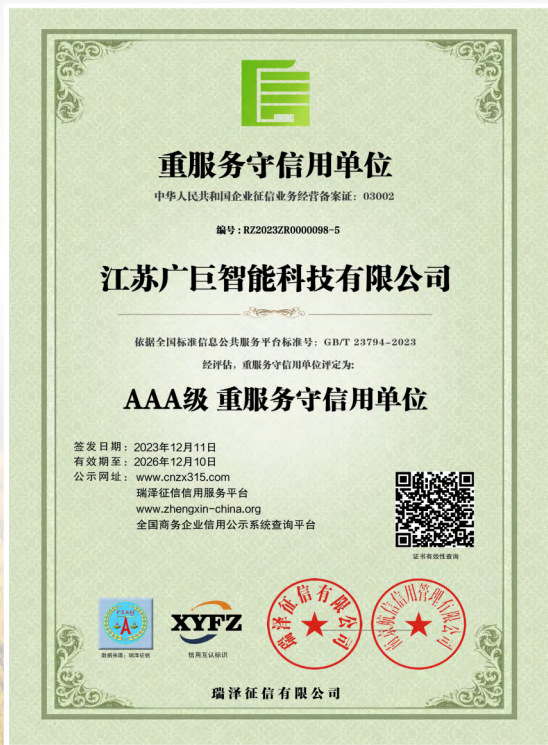 重服务守信用单位
中华人民共和国企业征信业务经营备案证：03002
编号：RZ2023ZR0000098-5
江苏广巨智能科技有限公司
依据全国标准信息公共服务平台标准号：GB/T 23794-2023
经评估，重服务守信用单位评定为：
AAA级 重服务守信用单位
签发日期：2023年12月11日
有效期至：2026年12月10日
公示网址：www.cnzx315.com
瑞泽征信信用服务平台
www.zhengxin-china.org
全国商务企业信用公示系统查询平台
证书有效性查询
XYFZ
数据来源：瑞泽征信
信用互认标识
瑞泽征信有限公司
瑞泽征信有限公司